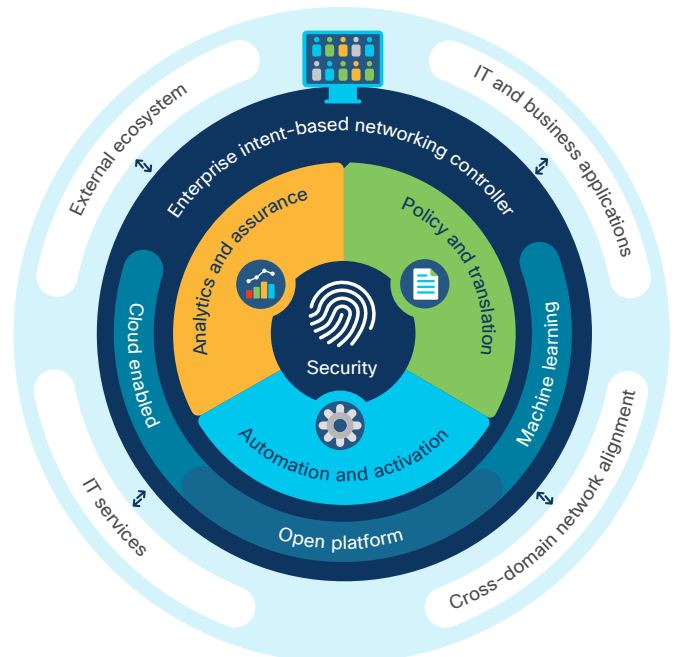 External ecosystem
IT and business applications
Enterprise intent-based networking controller
Analytics and assurance
Policy and translation
Security
Cloud enabled
Machine learning
Automation and activation
Open platform
IT services
Cross-domain network alignment